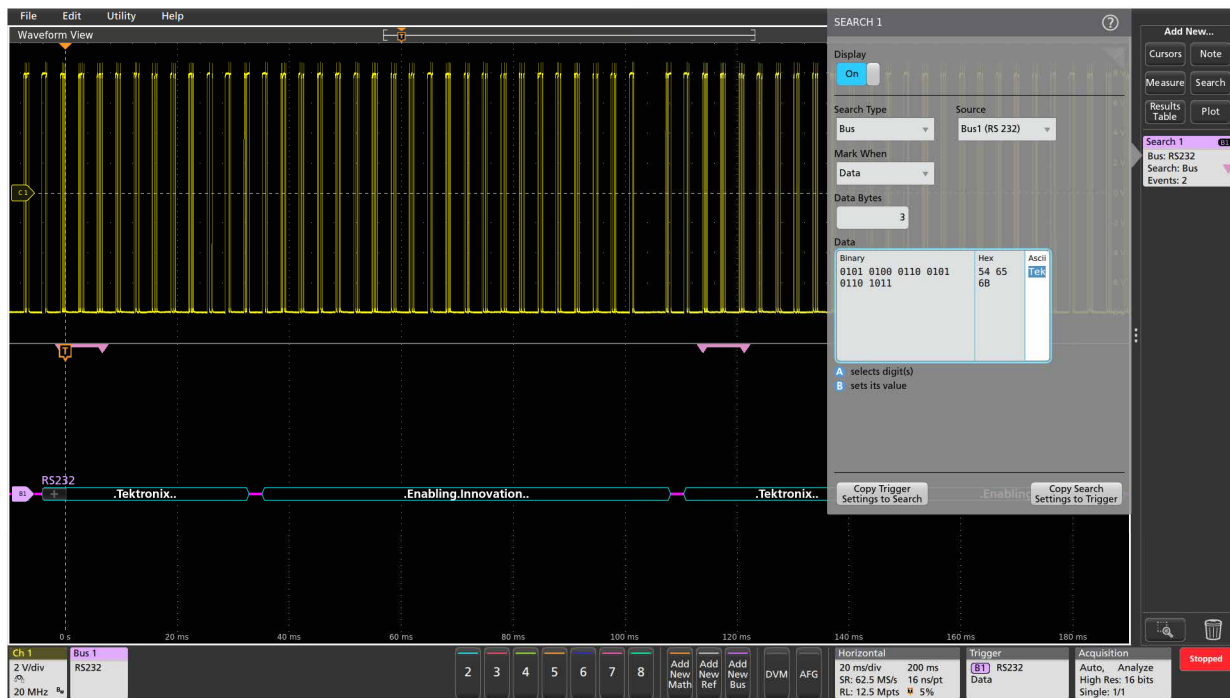 File Edit Utility Help
Waveform View
T
C1
T
RS232
B1
+
.Tektronix..
.Enabling.Innovation..
.Tektronix..
.Enabling
0 s
20 ms
40 ms
60 ms
80 ms
100 ms
120 ms
140 ms
160 ms
180 ms
SEARCH 1
?
Display
On
Search Type
Source
Bus
Bus1 (RS 232)
Mark When
Data
Data Bytes
3
Data
Binary Hex Ascii
0101 0100 0110 0101 54 65 Tek
0110 1011 6B
A selects digit(s)
B sets its value
Copy Trigger
Settings to Search
Copy Search
Settings to Trigger
Add New...
Cursors Note
Measure Search
Results
Table
Plot
Search 1 B1
Bus: RS232
Search: Bus
Events: 2
Ch 1
2 V/div
20 MHz
Bus 1
RS232
2 3 4 5 6 7 8
Add
New
Math
Add
New
Ref
Add
New
Bus
DVM
AFG
Horizontal
20 ms/div 200 ms
SR: 62.5 MS/s 16 ns/pt
RL: 12.5 Mpts 5%
Trigger
B1 RS232
Data
Acquisition
Auto, Analyze
High Res: 16 bits
Single: 1/1
Stopped